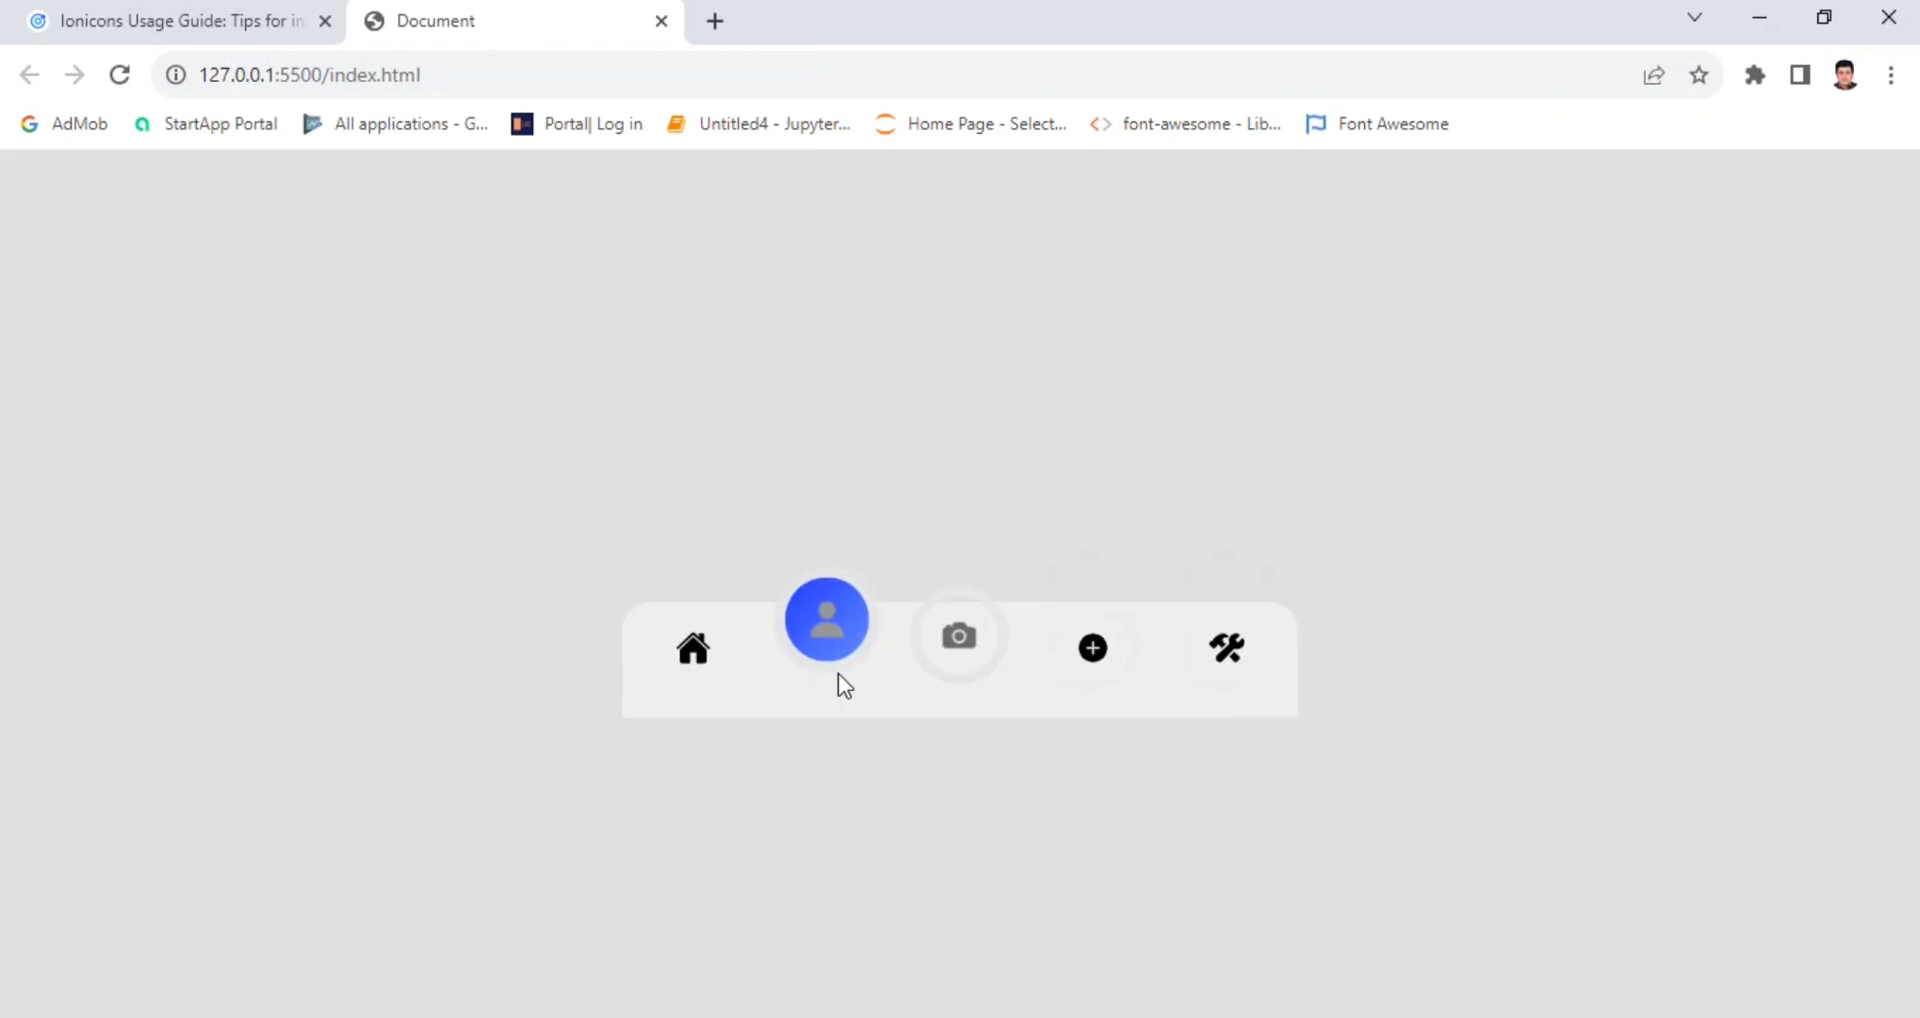 Ionicons Usage Guide: Tips for in
Document
127.0.0.1:5500/index.html
AdMob
StartApp Portal
All applications - G...
Portal| Log in
Untitled4 - Jupyter...
Home Page - Select...
font-awesome - Lib...
Font Awesome